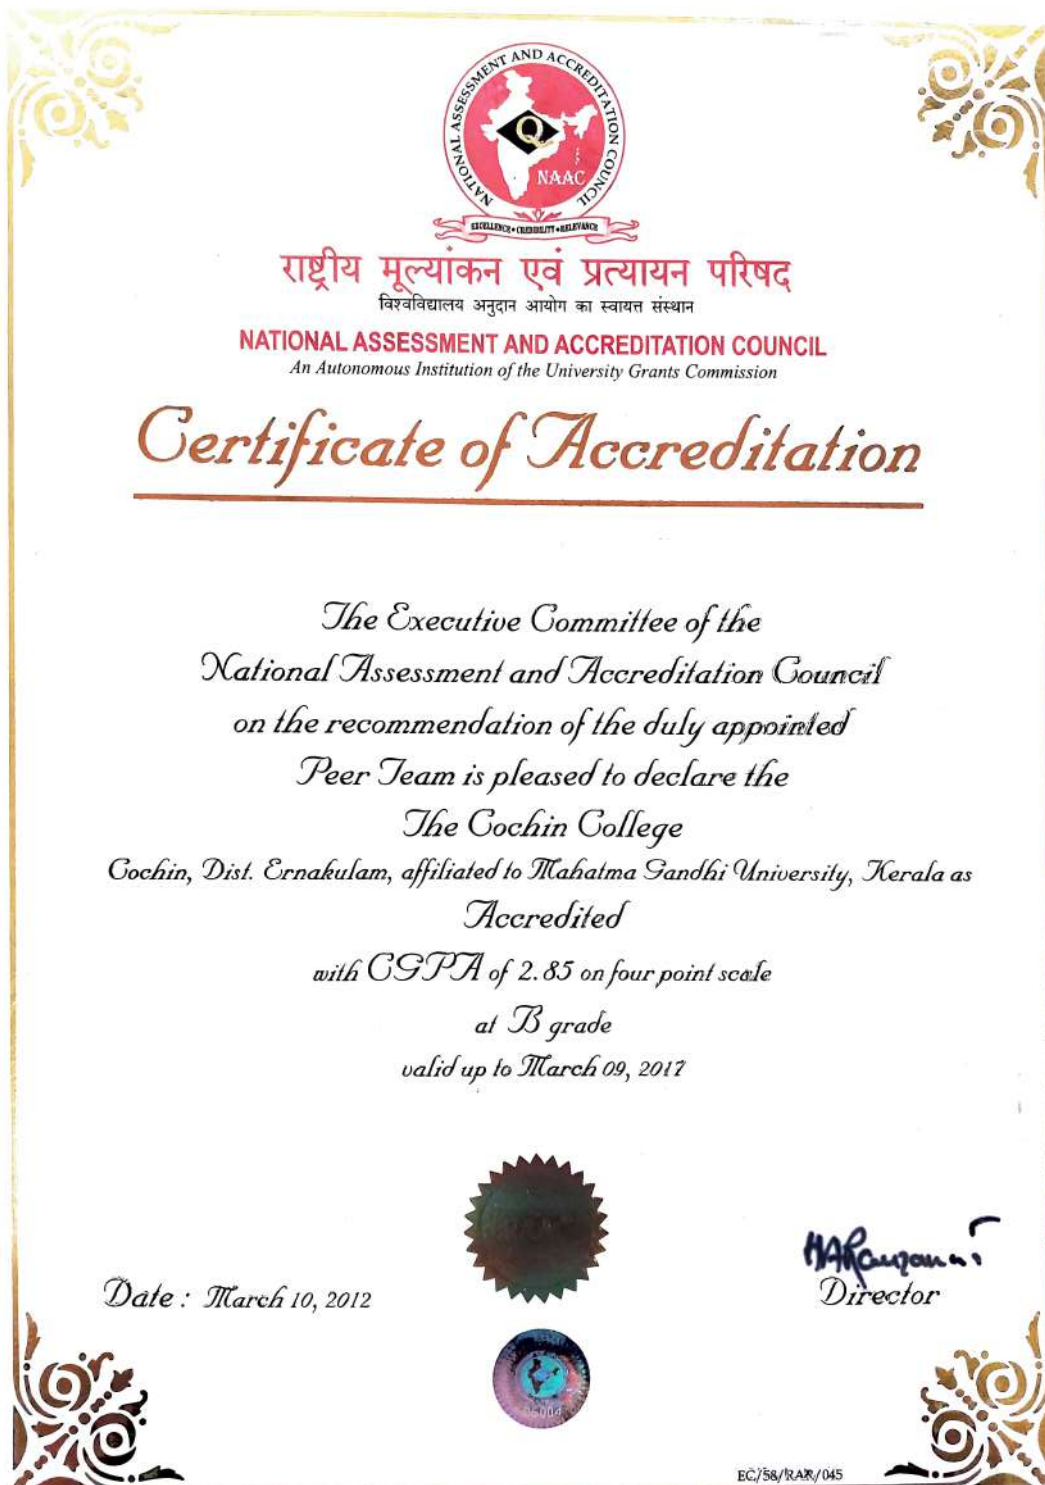 NATIONAL ASSESSMENT AND ACCREDITATION COUNCIL
Q
NAAC
EXCELLENCE • CREDIBILITY • RELEVANCE
राष्ट्रीय मूल्यांकन एवं प्रत्यायन परिषद
विश्वविद्यालय अनुदान आयोग का स्वायत्त संस्थान
NATIONAL ASSESSMENT AND ACCREDITATION COUNCIL
An Autonomous Institution of the University Grants Commission
Certificate of Accreditation
The Executive Committee of the
National Assessment and Accreditation Council
on the recommendation of the duly appointed
Peer Team is pleased to declare the
The Cochin College
Cochin, Dist. Ernakulam, affiliated to Mahatma Gandhi University, Kerala as
Accredited
with CGPA of 2.85 on four point scale
at B grade
valid up to March 09, 2017
Date : March 10, 2012
Director
EC/58/RAR/045